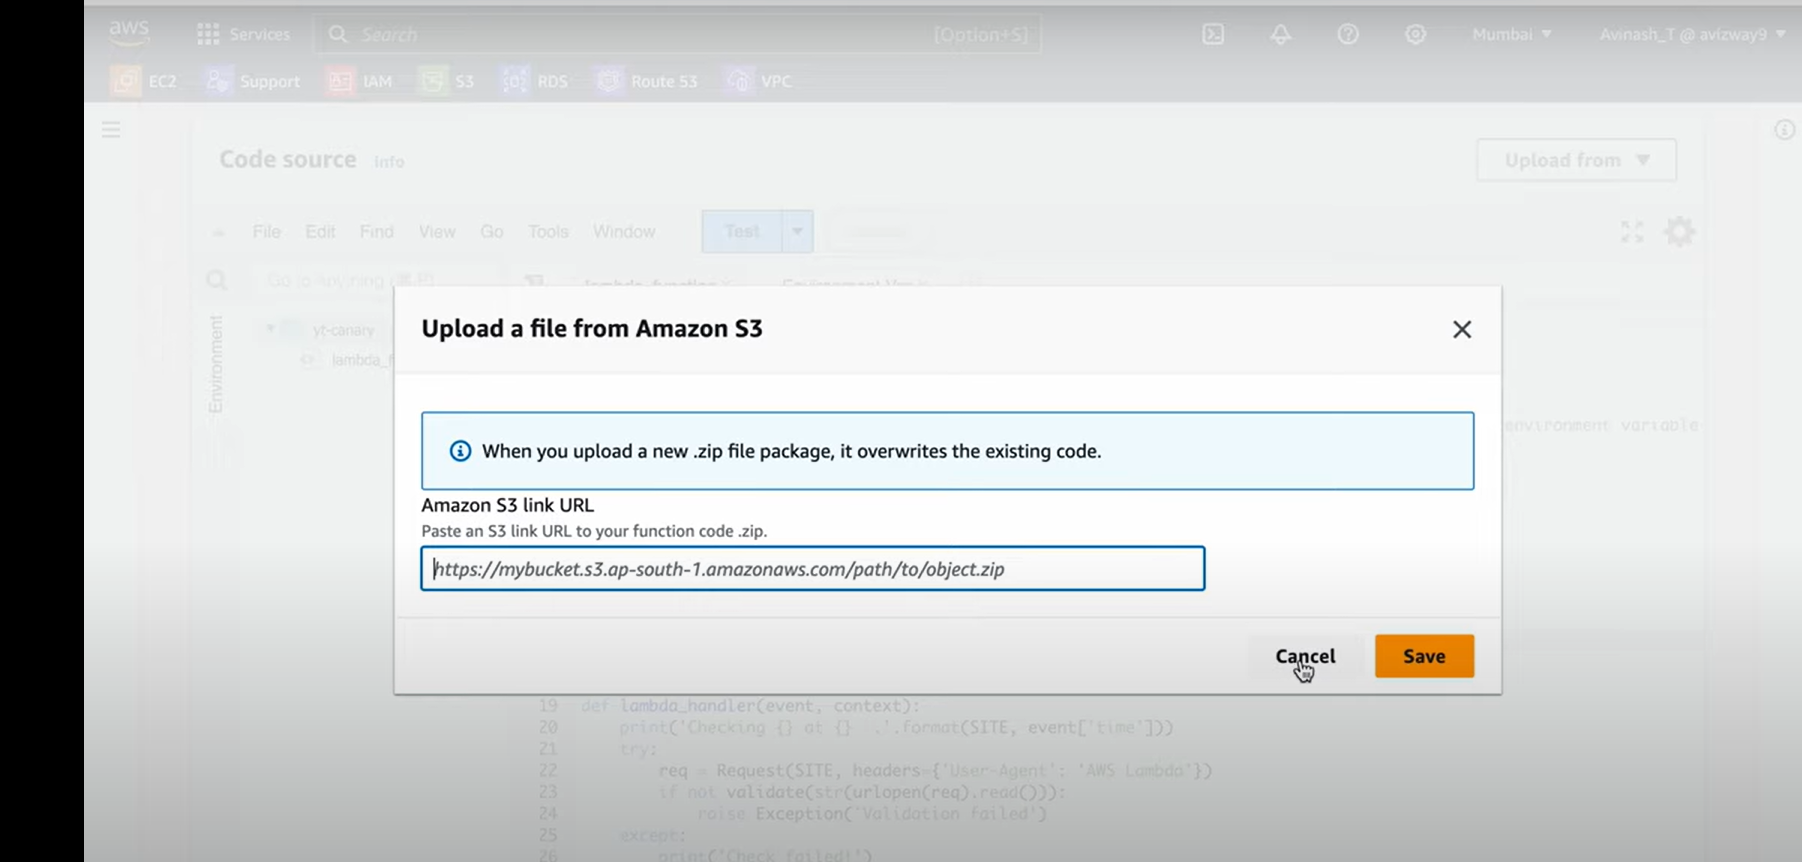 aws
Services
Search
[Option+S]
Mumbai
Avinash_T @ avizway9
EC2
Support
IAM
S3
RDS
Route 53
VPC
Code source
Info
Upload from
File
Edit
Find
View
Go
Tools
Window
Test
Environment
yt-canary
Upload a file from Amazon S3
When you upload a new .zip file package, it overwrites the existing code.
environment variable
Amazon S3 link URL
Paste an S3 link URL to your function code .zip.
https://mybucket.s3.ap-south-1.amazonaws.com/path/to/object.zip
Cancel
Save
19 def lambda_handler(event, context):
20 print('Checking {} at {} .'.format(SITE, event['time']))
21 try:
22 req = Request(SITE, headers={'User-Agent': 'AWS Lambda'})
23 if not validate(str(urlopen(req).read())):
24 raise Exception('Validation failed')
25 except:
26 print('Check failed!')